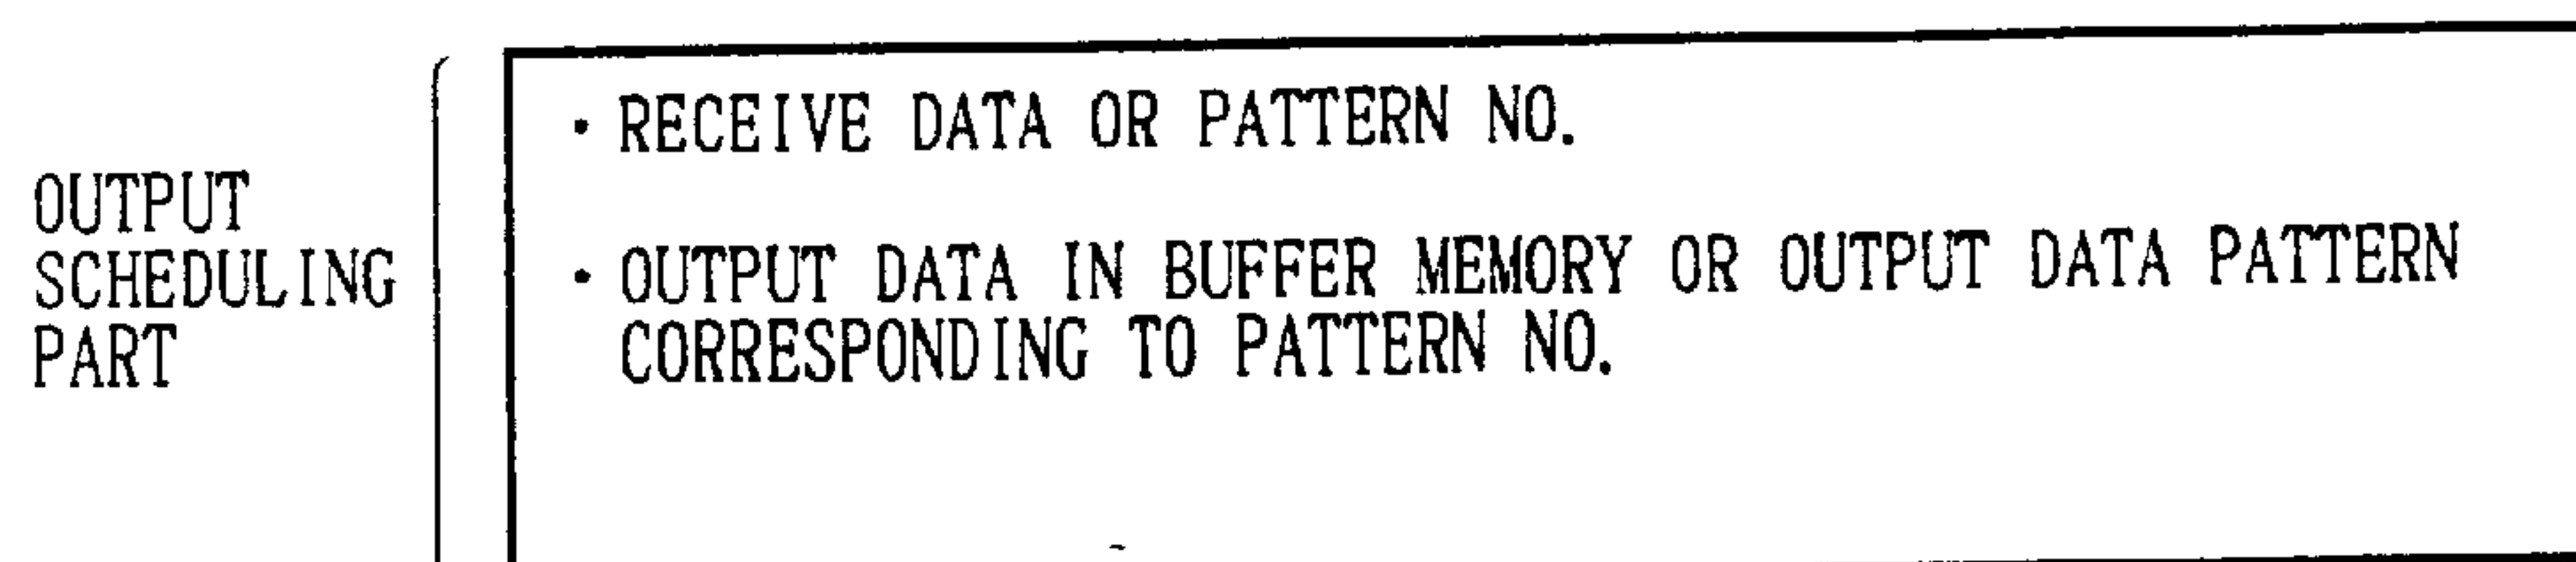 OUTPUT
SCHEDULING
PART
・RECEIVE DATA OR PATTERN NO.
・OUTPUT DATA IN BUFFER MEMORY OR OUTPUT DATA PATTERN
CORRESPONDING TO PATTERN NO.